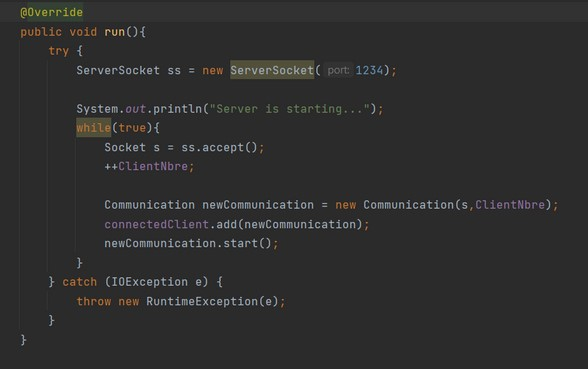 @Override
public void run(){
try {
ServerSocket ss = new ServerSocket( port: 1234);
System.out.println("Server is starting...");
while(true){
Socket s = ss.accept();
++ClientNbre;
Communication newCommunication = new Communication(s,ClientNbre);
connectedClient.add(newCommunication);
newCommunication.start();
}
} catch (IOException e) {
throw new RuntimeException(e);
}
}